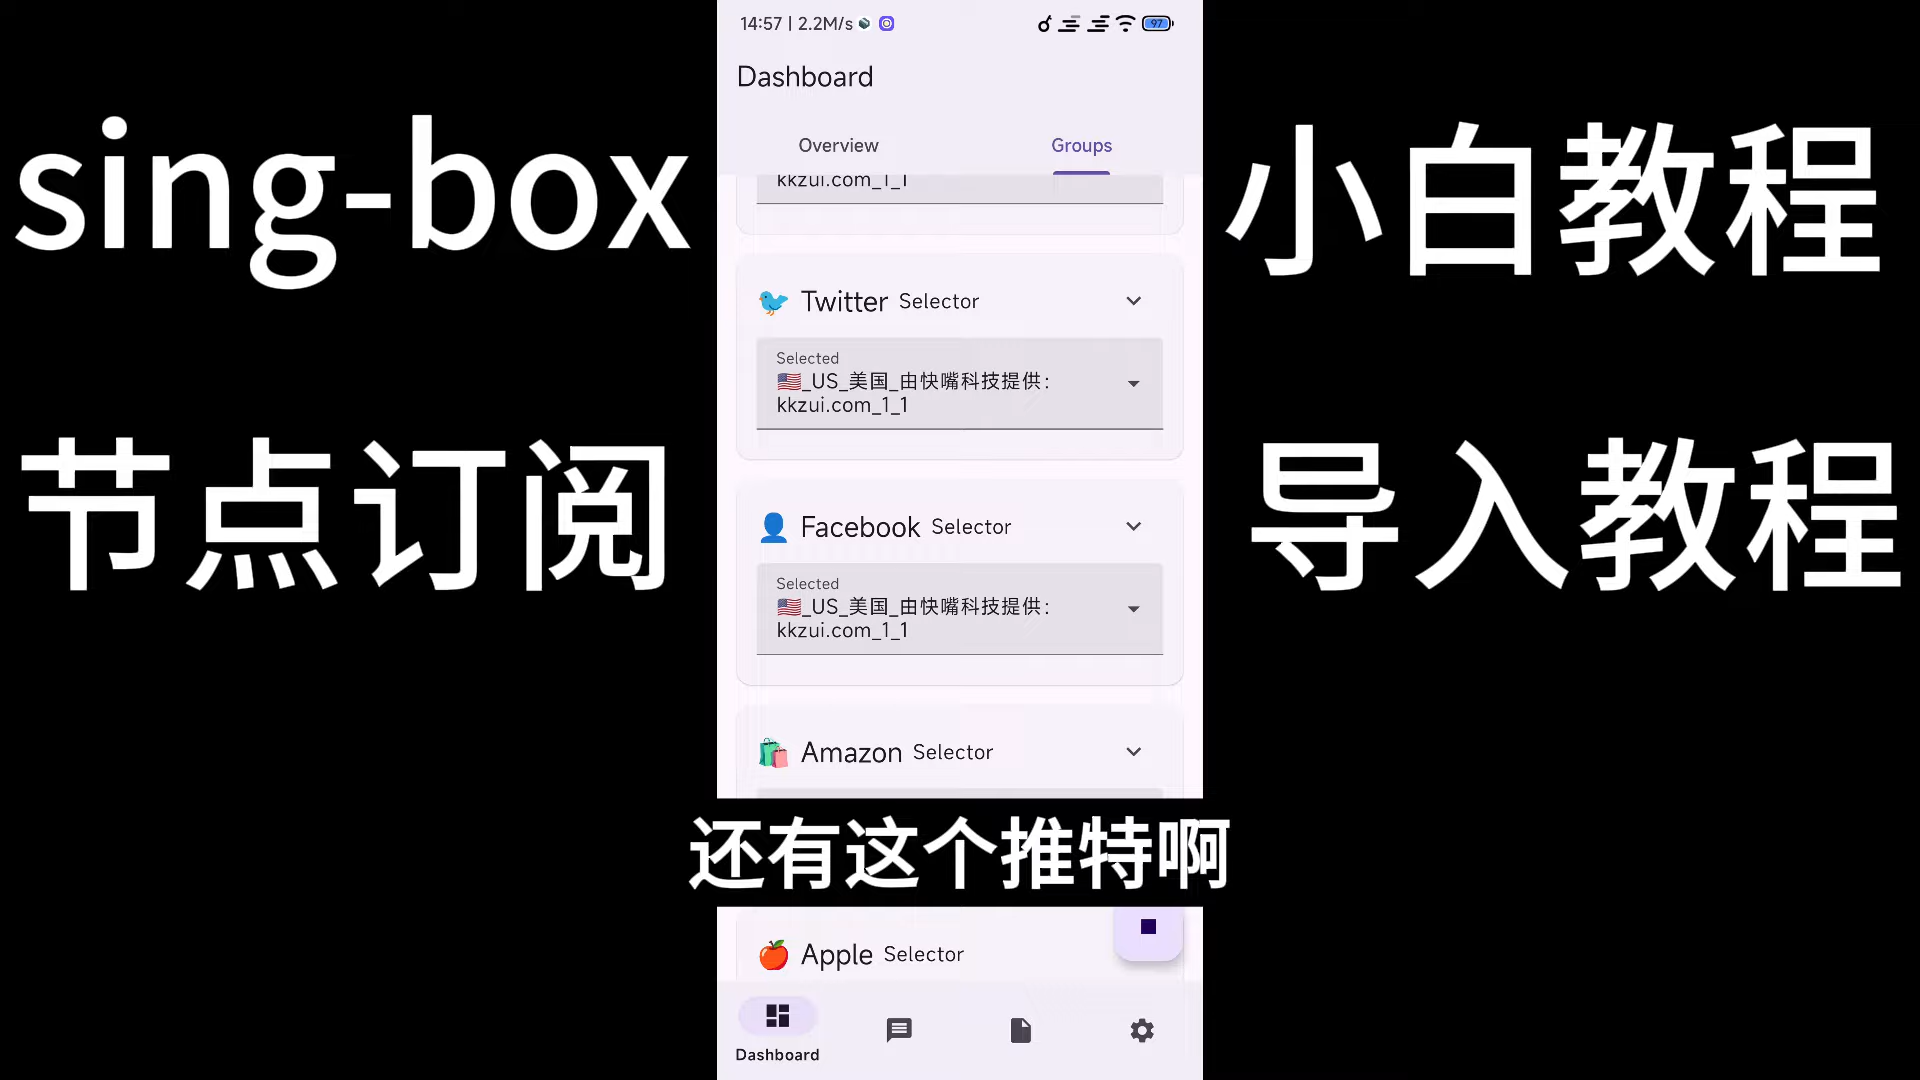 14:57 | 2.2M/s
97
Dashboard
Overview
Groups
kkzui.com_1_1
sing-box
小白教程
Twitter Selector
Selected
🇺🇸_US_美国_由快嘴科技提供:
kkzui.com_1_1
节点订阅
导入教程
Facebook Selector
Selected
🇺🇸_US_美国_由快嘴科技提供:
kkzui.com_1_1
Amazon Selector
还有这个推特啊
Apple Selector
Dashboard